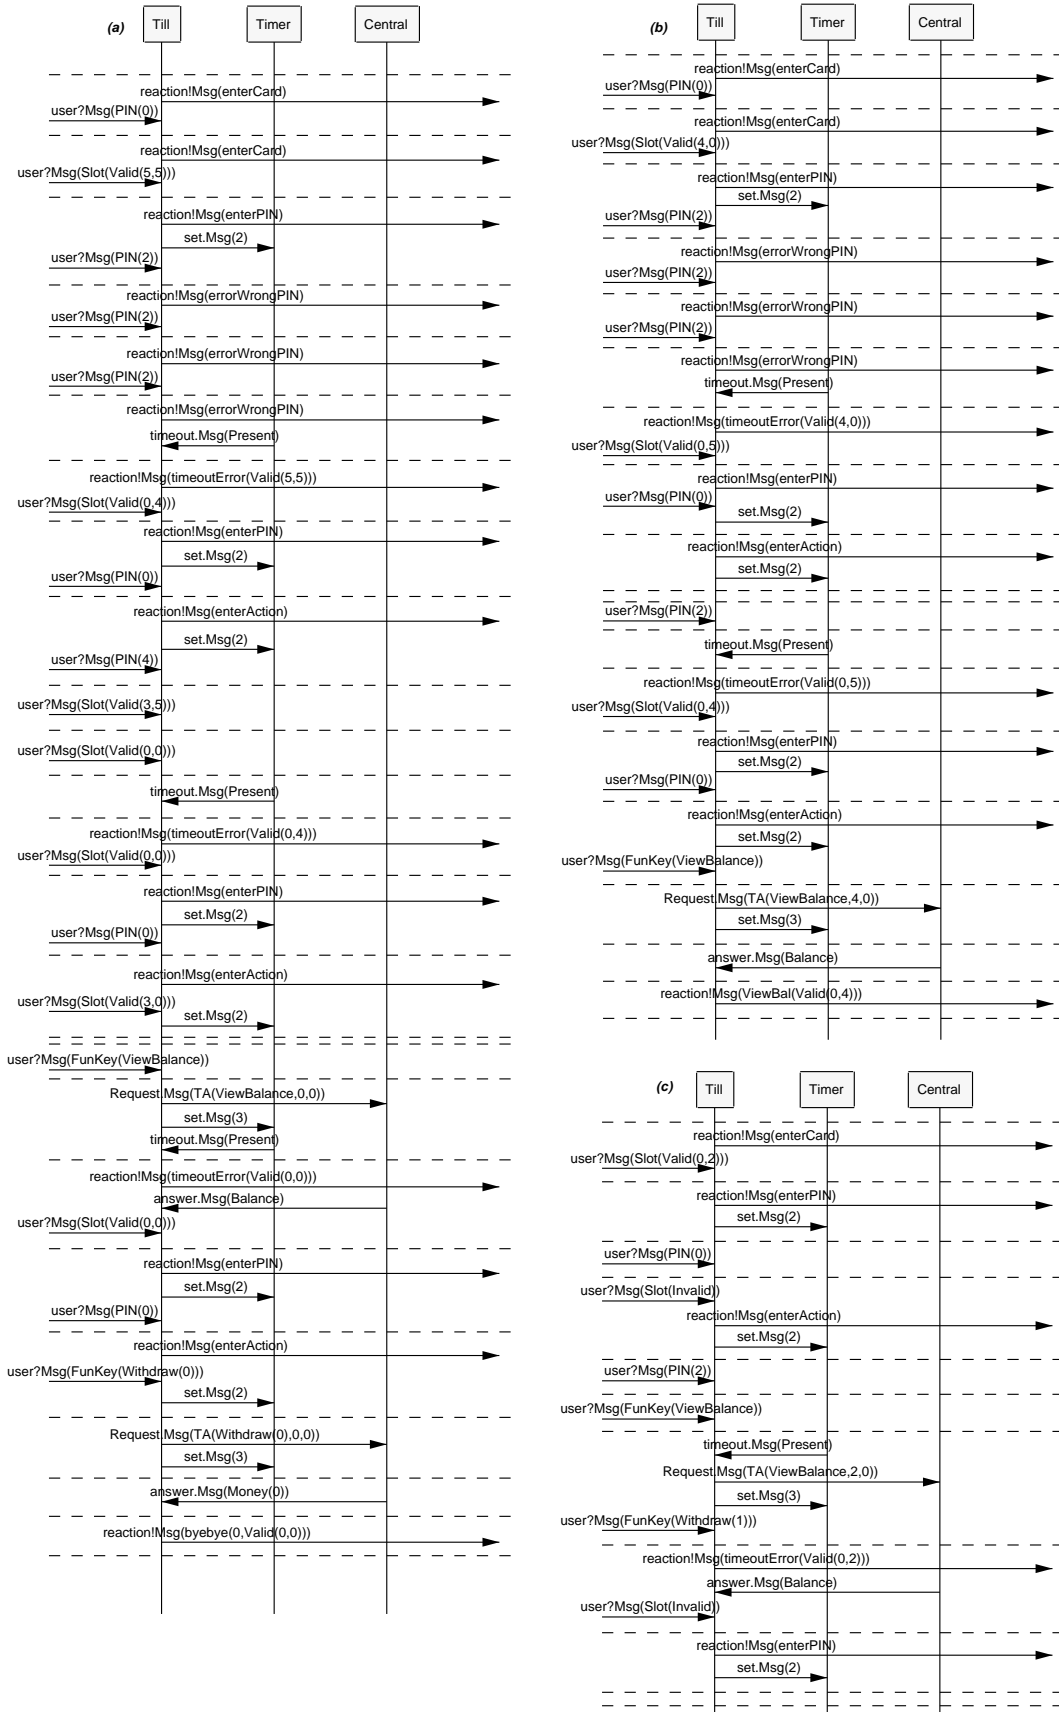 (a)
Till
Timer
Central
reaction!Msg(enterCard)
user?Msg(PIN(0))
reaction!Msg(enterCard)
user?Msg(Slot(Valid(5,5)))
reaction!Msg(enterPIN)
set.Msg(2)
user?Msg(PIN(2))
reaction!Msg(errorWrongPIN)
user?Msg(PIN(2))
reaction!Msg(errorWrongPIN)
user?Msg(PIN(2))
reaction!Msg(errorWrongPIN)
timeout.Msg(Present)
reaction!Msg(timeoutError(Valid(5,5)))
user?Msg(Slot(Valid(0,4)))
reaction!Msg(enterPIN)
set.Msg(2)
user?Msg(PIN(0))
reaction!Msg(enterAction)
set.Msg(2)
user?Msg(PIN(4))
user?Msg(Slot(Valid(3,5)))
user?Msg(Slot(Valid(0,0)))
timeout.Msg(Present)
reaction!Msg(timeoutError(Valid(0,4)))
user?Msg(Slot(Valid(0,0)))
reaction!Msg(enterPIN)
set.Msg(2)
user?Msg(PIN(0))
reaction!Msg(enterAction)
user?Msg(Slot(Valid(3,0)))
set.Msg(2)
user?Msg(FunKey(ViewBalance))
Request.Msg(TA(ViewBalance,0,0))
set.Msg(3)
timeout.Msg(Present)
reaction!Msg(timeoutError(Valid(0,0)))
answer.Msg(Balance)
user?Msg(Slot(Valid(0,0)))
reaction!Msg(enterPIN)
set.Msg(2)
user?Msg(PIN(0))
reaction!Msg(enterAction)
user?Msg(FunKey(Withdraw(0)))
set.Msg(2)
Request.Msg(TA(Withdraw(0),0,0))
set.Msg(3)
answer.Msg(Money(0))
reaction!Msg(byebye(0,Valid(0,0)))
(b)
Till
Timer
Central
reaction!Msg(enterCard)
user?Msg(PIN(0))
reaction!Msg(enterCard)
user?Msg(Slot(Valid(4,0)))
reaction!Msg(enterPIN)
set.Msg(2)
user?Msg(PIN(2))
reaction!Msg(errorWrongPIN)
user?Msg(PIN(2))
reaction!Msg(errorWrongPIN)
user?Msg(PIN(2))
reaction!Msg(errorWrongPIN)
timeout.Msg(Present)
reaction!Msg(timeoutError(Valid(4,0)))
user?Msg(Slot(Valid(0,5)))
reaction!Msg(enterPIN)
user?Msg(PIN(0))
set.Msg(2)
reaction!Msg(enterAction)
set.Msg(2)
user?Msg(PIN(2))
timeout.Msg(Present)
reaction!Msg(timeoutError(Valid(0,5)))
user?Msg(Slot(Valid(0,4)))
reaction!Msg(enterPIN)
set.Msg(2)
user?Msg(PIN(0))
reaction!Msg(enterAction)
set.Msg(2)
user?Msg(FunKey(ViewBalance))
Request.Msg(TA(ViewBalance,4,0))
set.Msg(3)
answer.Msg(Balance)
reaction!Msg(ViewBal(Valid(0,4)))
(c)
Till
Timer
Central
reaction!Msg(enterCard)
user?Msg(Slot(Valid(0,2)))
reaction!Msg(enterPIN)
set.Msg(2)
user?Msg(PIN(0))
user?Msg(Slot(Invalid))
reaction!Msg(enterAction)
set.Msg(2)
user?Msg(PIN(2))
user?Msg(FunKey(ViewBalance))
timeout.Msg(Present)
Request.Msg(TA(ViewBalance,2,0))
set.Msg(3)
user?Msg(FunKey(Withdraw(1)))
reaction!Msg(timeoutError(Valid(0,2)))
answer.Msg(Balance)
user?Msg(Slot(Invalid))
reaction!Msg(enterPIN)
set.Msg(2)